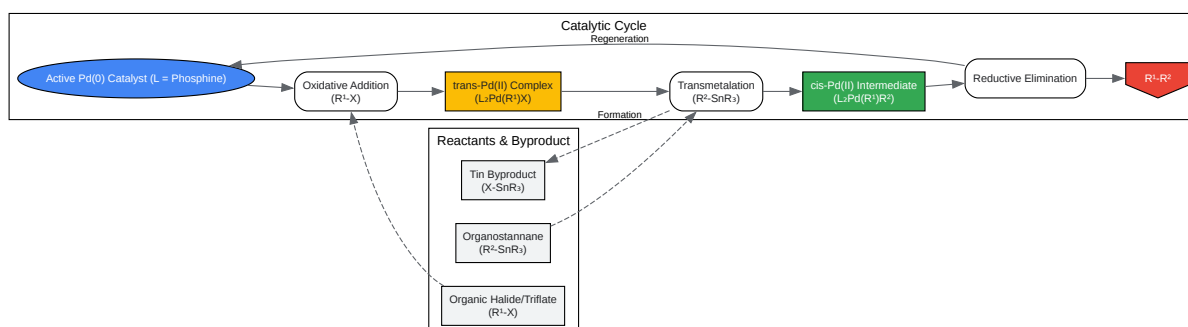 Catalytic Cycle
Regeneration
Active Pd(0) Catalyst (L = Phosphine)
Oxidative Addition
(R¹-X)
trans-Pd(II) Complex
(L₂Pd(R¹)X)
Transmetalation
(R²-SnR₃)
cis-Pd(II) Intermediate
(L₂Pd(R¹)R²)
Reductive Elimination
R¹-R²
Formation
Reactants & Byproduct
Tin Byproduct
(X-SnR₃)
Organostannane
(R²-SnR₃)
Organic Halide/Triflate
(R¹-X)